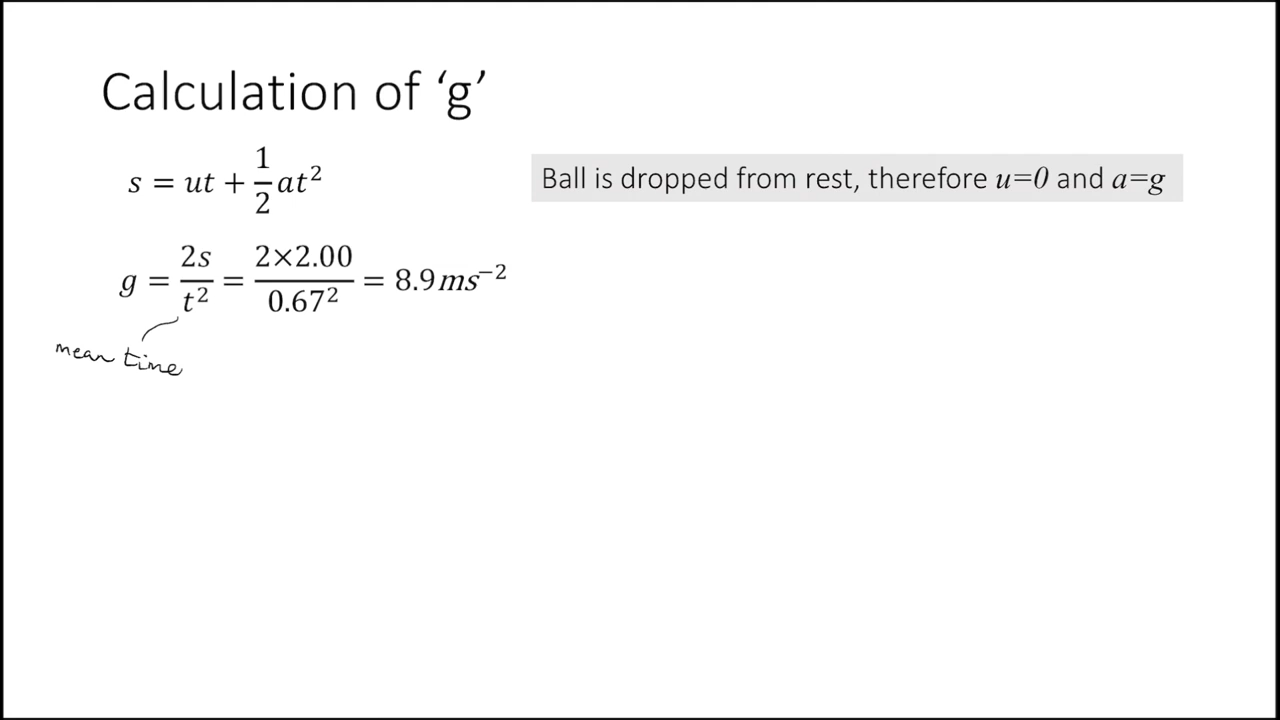 Calculation of ‘g’
s = ut + 1/2 at²
Ball is dropped from rest, therefore u=0 and a=g
g = 2s/t² = 2×2.00/0.67² = 8.9ms⁻²
mean time